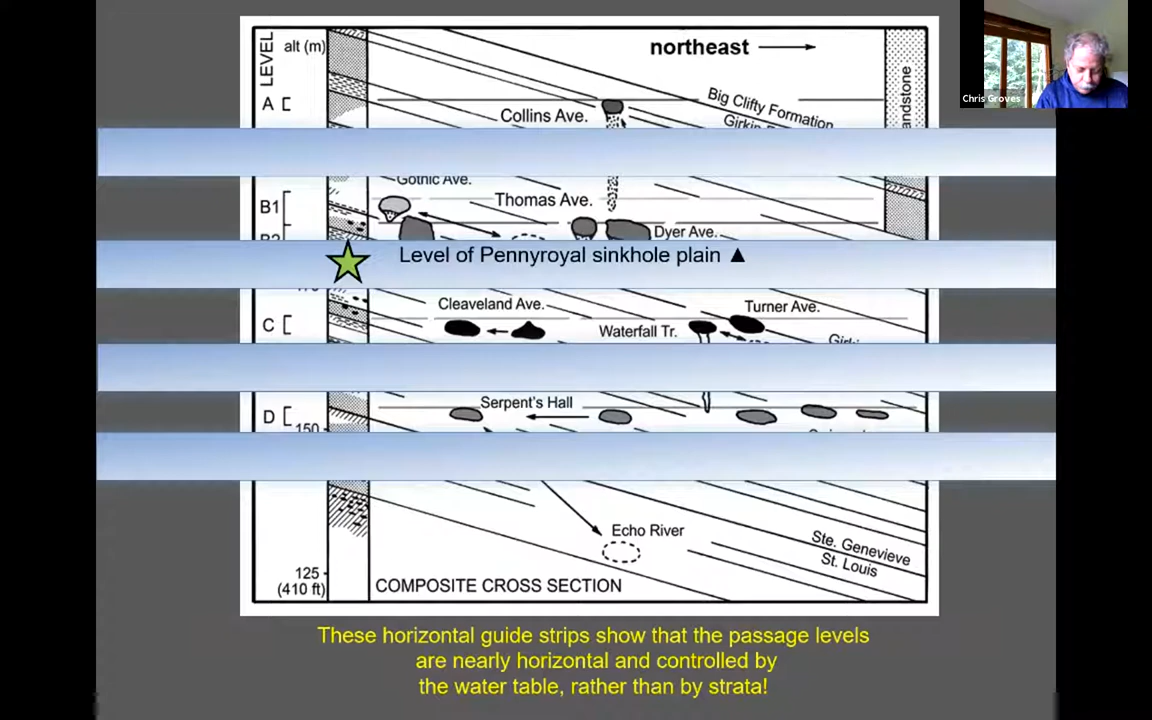 LEVEL
alt (m)
northeast
Chris Groves
A
Collins Ave.
Big Clifty Formation
andstone
Gothic Ave.
B1
Thomas Ave.
Dyer Ave.
Level of Pennyroyal sinkhole plain ▲
Cleaveland Ave.
Turner Ave.
C
Waterfall Tr.
Serpent's Hall
D
150
Echo River
Ste. Genevieve
St. Louis
125
(410 ft)
COMPOSITE CROSS SECTION
These horizontal guide strips show that the passage levels
are nearly horizontal and controlled by
the water table, rather than by strata!